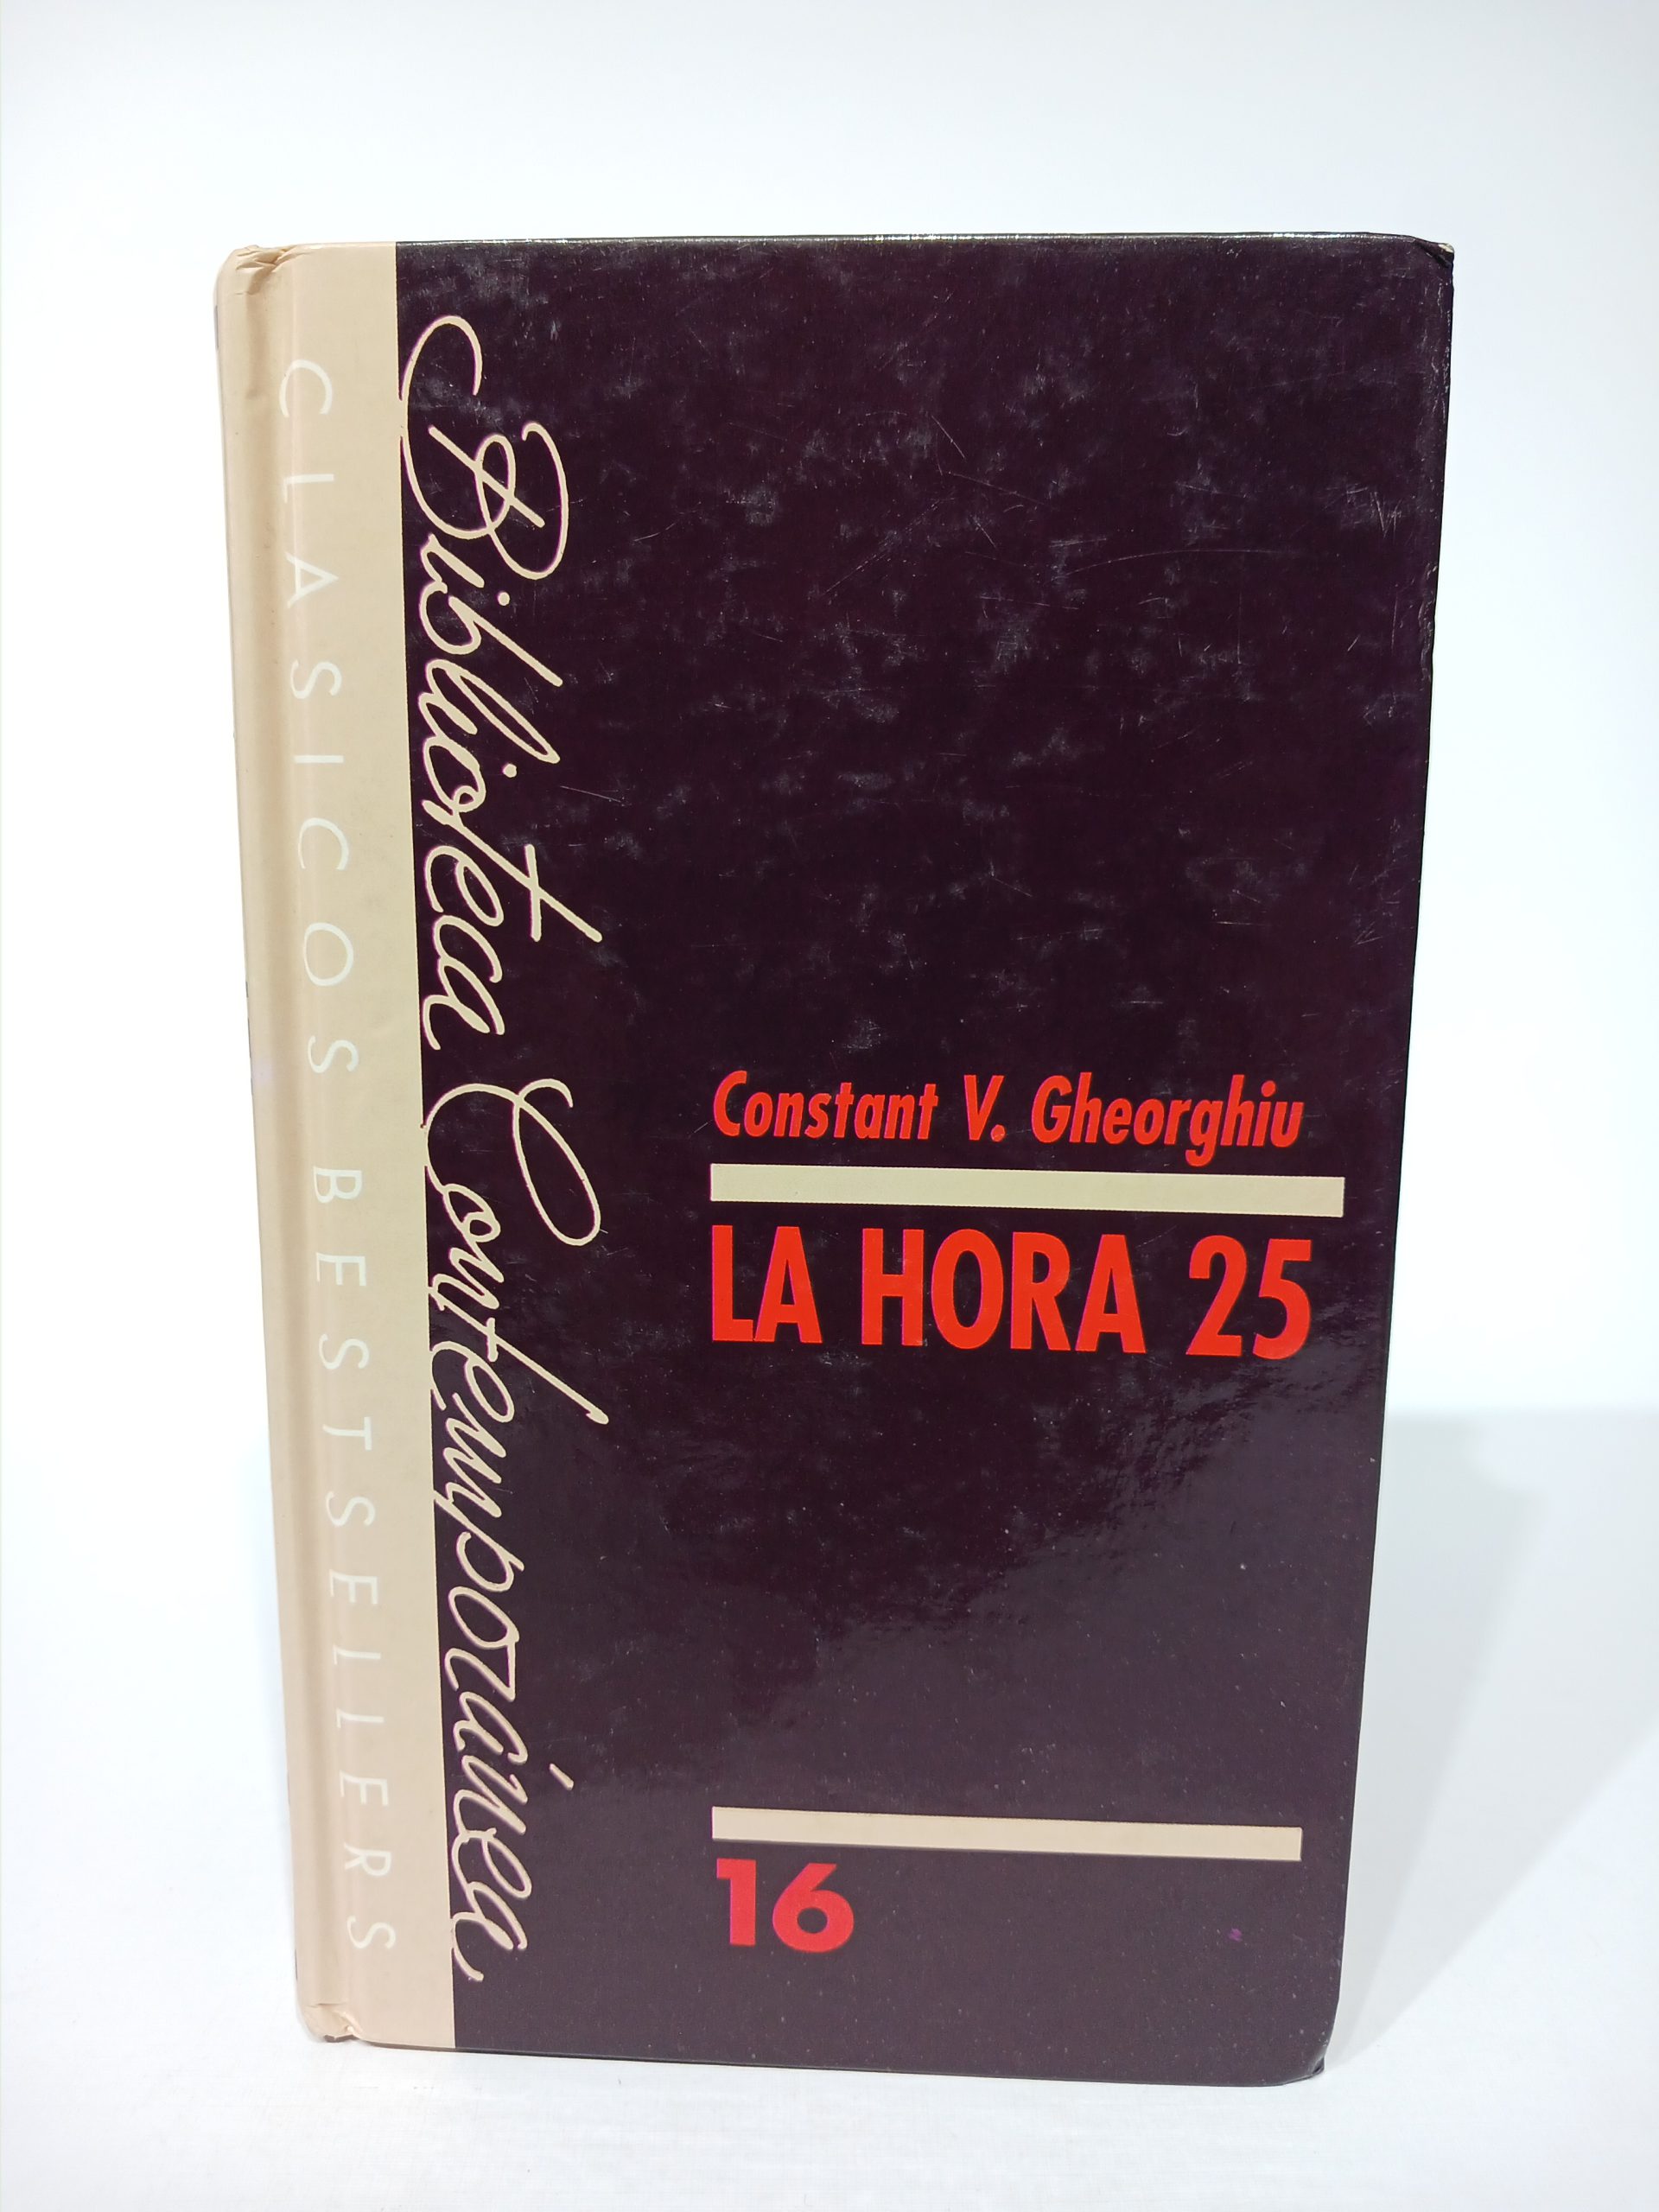 CLASICOS BESTSELLERS
Biblioteca Contemporánea
Constant V. Gheorghiu
LA HORA 25
16